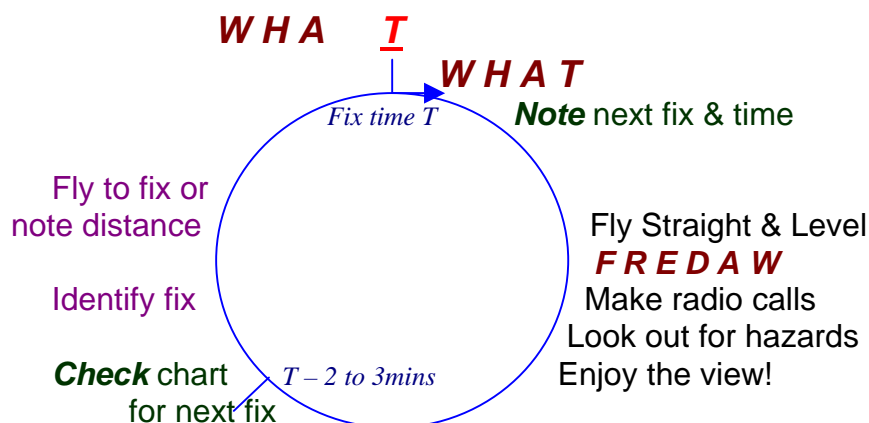 W H A T
W H A T
Fix time T
Note next fix & time
Fly Straight & Level
F R E D A W
Make radio calls
Look out for hazards
Enjoy the view!
T – 2 to 3mins
Check chart
for next fix
Identify fix
Fly to fix or
note distance